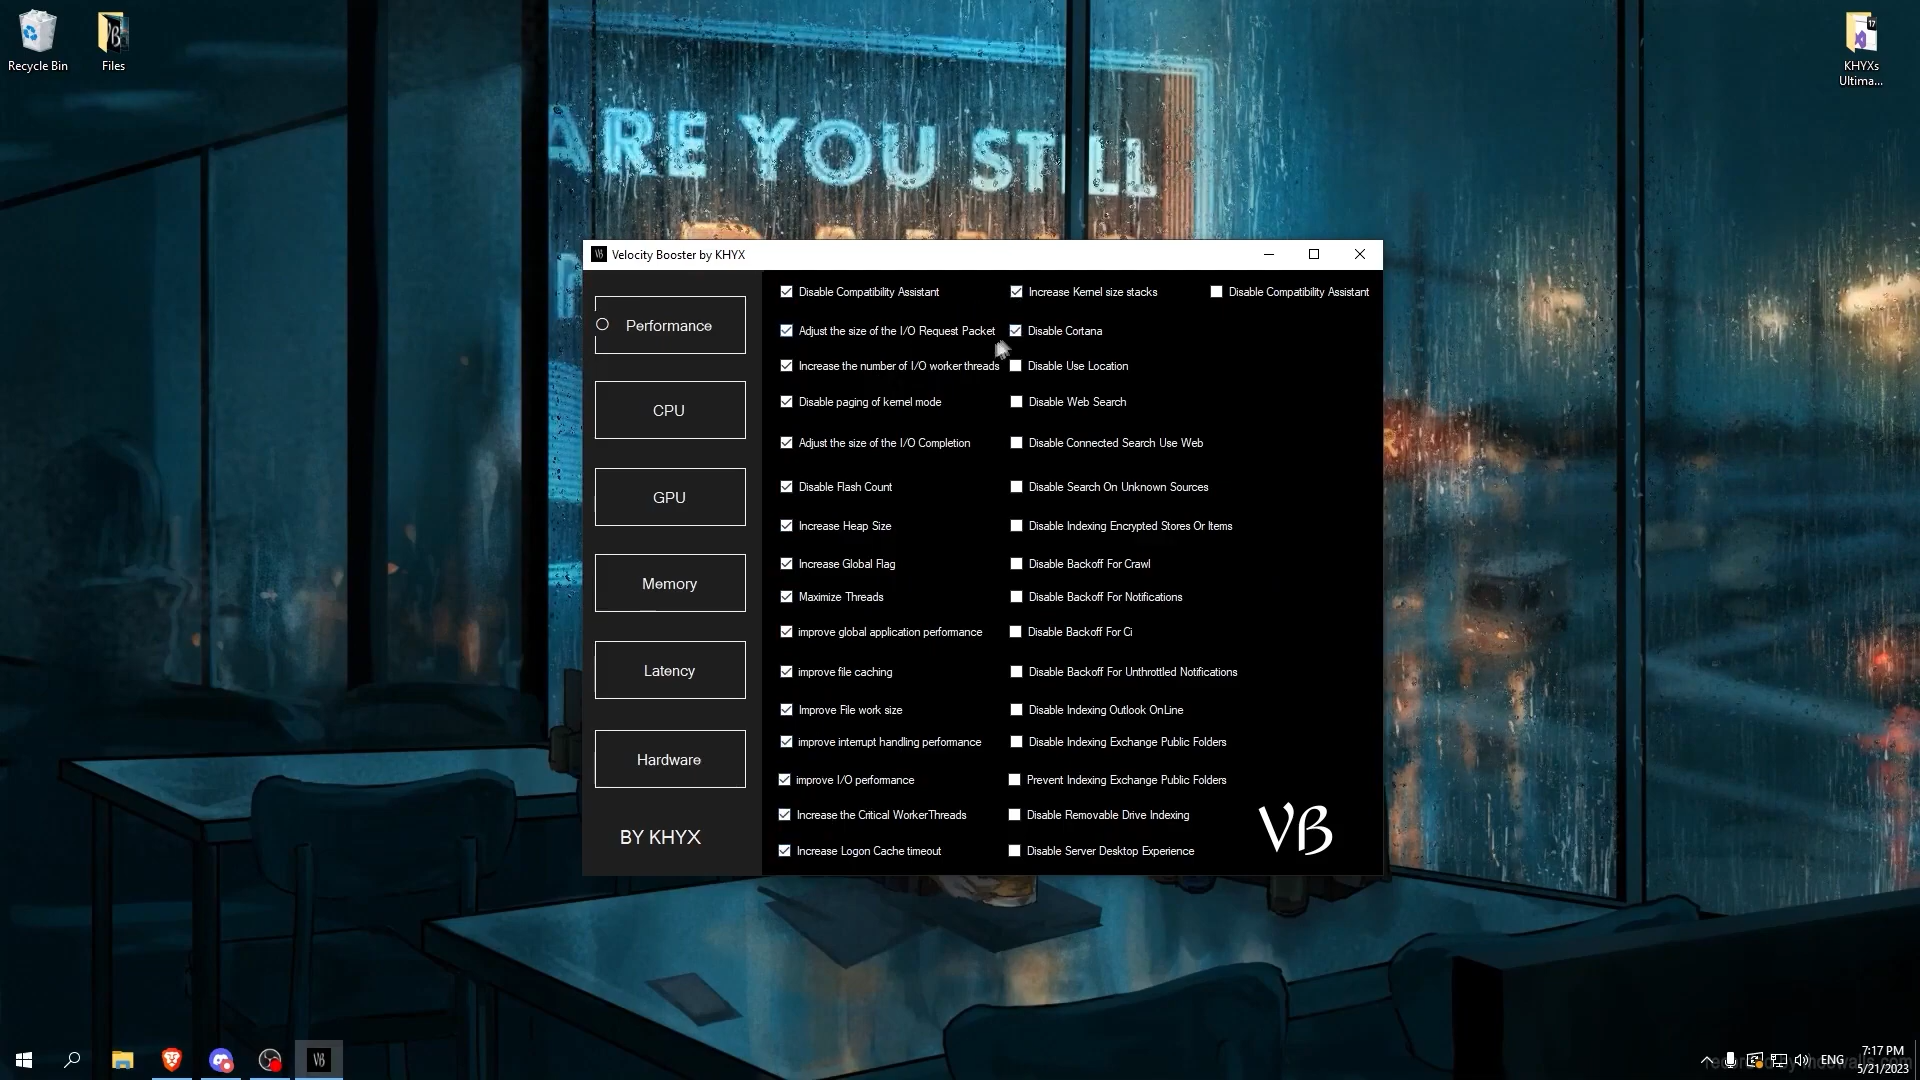 Recycle Bin
Files
KHYXs
Ultima...
ARE YOU STILL
Velocity Booster by KHYX
Performance
CPU
GPU
Memory
Latency
Hardware
BY KHYX
Disable Compatibility Assistant
Adjust the size of the I/O Request Packet
Increase the number of I/O worker threads
Disable paging of kernel mode
Adjust the size of the I/O Completion
Disable Flash Count
Increase Heap Size
Increase Global Flag
Maximize Threads
improve global application performance
improve file caching
Improve File work size
improve interrupt handling performance
improve I/O performance
Increase the Critical WorkerThreads
Increase Logon Cache timeout
Increase Kernel size stacks
Disable Cortana
Disable Use Location
Disable Web Search
Disable Connected Search Use Web
Disable Search On Unknown Sources
Disable Indexing Encrypted Stores Or Items
Disable Backoff For Crawl
Disable Backoff For Notifications
Disable Backoff For Ci
Disable Backoff For Unthrottled Notifications
Disable Indexing Outlook OnLine
Disable Indexing Exchange Public Folders
Prevent Indexing Exchange Public Folders
Disable Removable Drive Indexing
Disable Server Desktop Experience
Disable Compatibility Assistant
VB
ENG
7:17 PM
5/21/2023